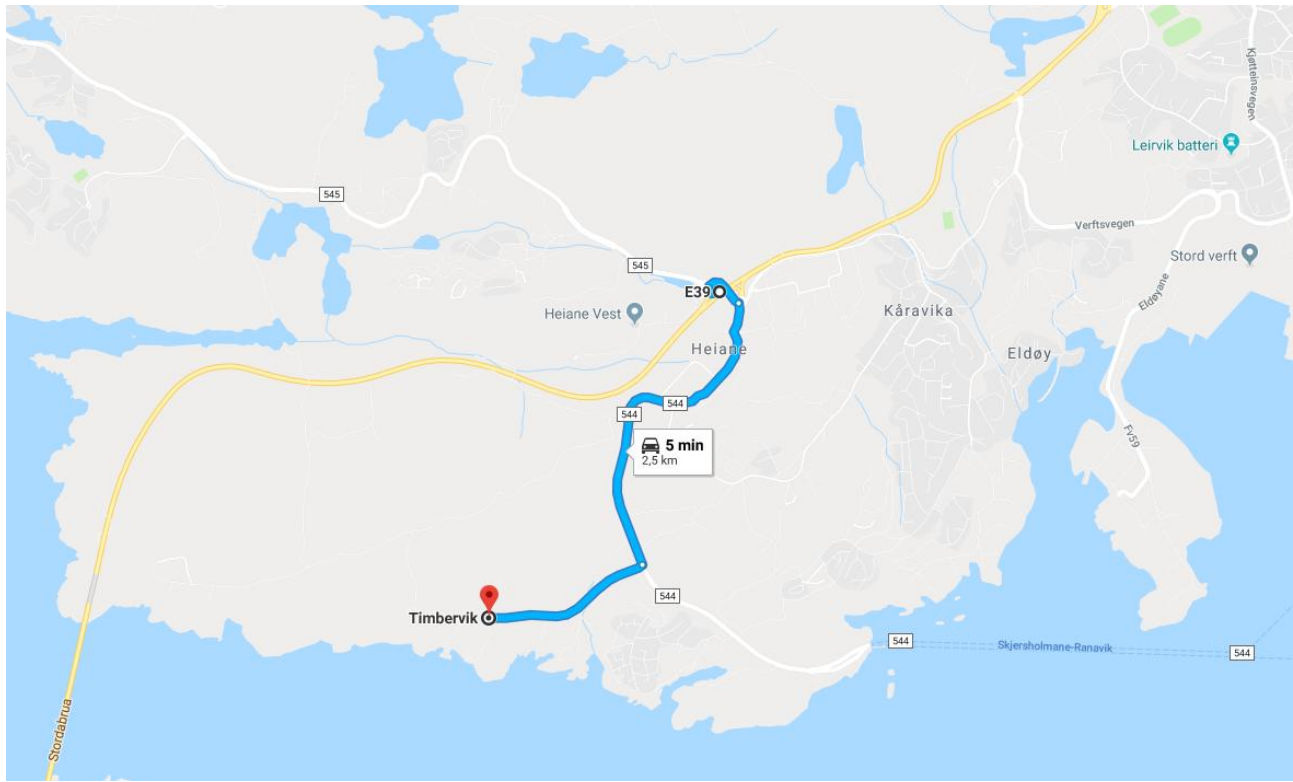 Kjøtteinsvegen
Leirvik batteri
545
Verftsvegen
Stord verft
545
E39
Eldøyane
Heiane Vest
Kåravika
Heiane
Eldøy
544
544
Fv59
5 min
2,5 km
544
Timbervik
544
Skjersholmane-Ranavik
544
Stordabrua